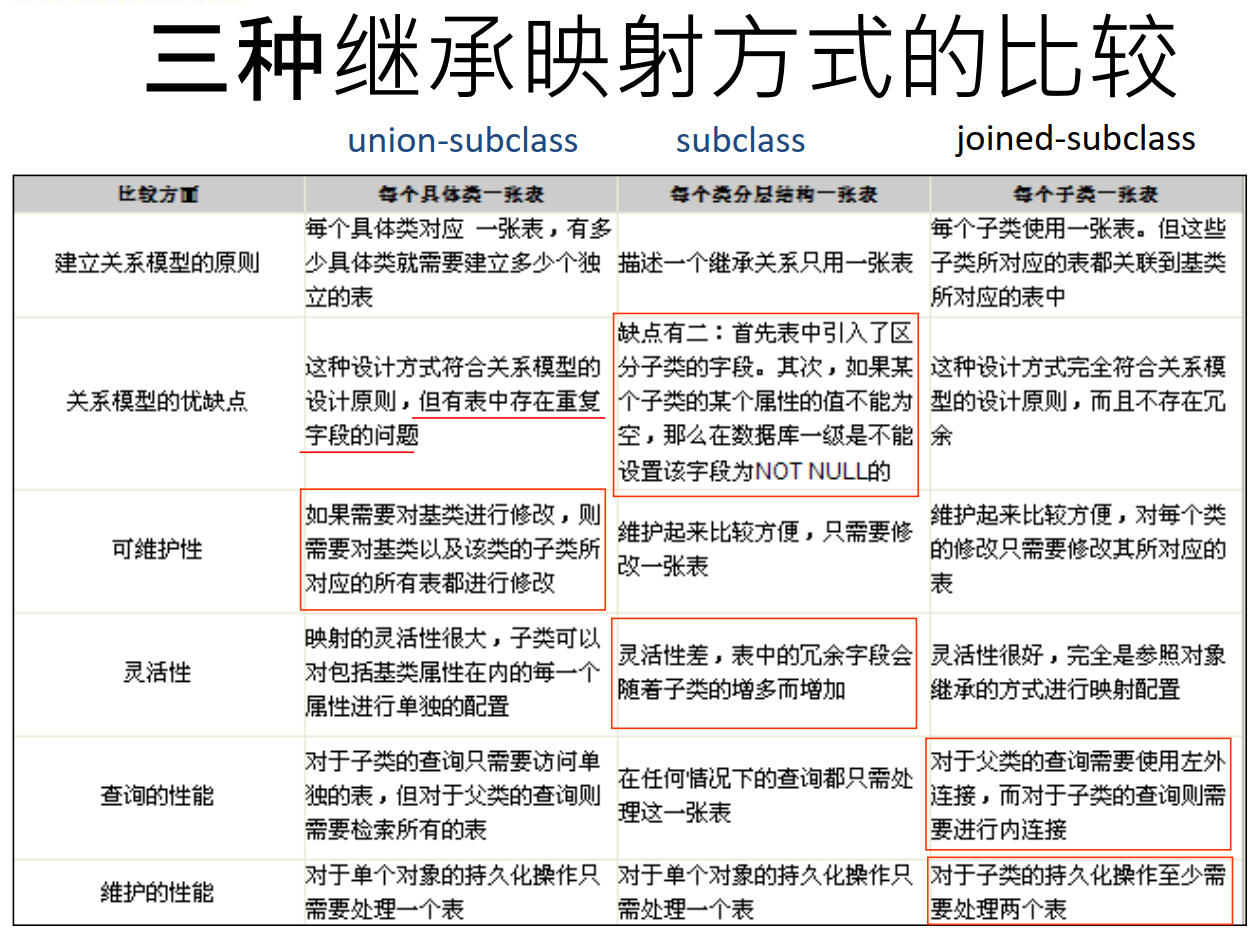 三种继承映射方式的比较
union-subclass subclass joined-subclass
比较方面 每个具体类一张表 每个类分层结构一张表 每个子类一张表
建立关系模型的原则
每个具体类对应 一张表，有多
少具体类就需要建立多少个独
立的表
描述一个继承关系只用一张表
每个子类使用一张表。但这些
子类所对应的表都关联到基类
所对应的表中
关系模型的优缺点
这种设计方式符合关系模型的
设计原则，但有表中存在重复
字段的问题
缺点有二：首先表中引入了区
分子类的字段。其次，如果某
个子类的某个属性的值不能为
空，那么在数据库一级是不能
设置该字段为NOT NULL的
这种设计方式完全符合关系模
型的设计原则，而且不存在冗
余
可维护性
如果需要对基类进行修改，则
需要对基类以及该类的子类所
对应的所有表都进行修改
维护起来比较方便，只需要修
改一张表
维护起来比较方便，对每个类
的修改只需要修改其所对应的
表
灵活性
映射的灵活性很大，子类可以
对包括基类属性在内的每一个
属性进行单独的配置
灵活性差，表中的冗余字段会
随着子类的增多而增加
灵活性很好，完全是参照对象
继承的方式进行映射配置
查询的性能
对于子类的查询只需要访问单
独的表，但对于父类的查询则
需要检索所有的表
在任何情况下的查询都只需处
理这一张表
对于父类的查询需要使用左外
连接，而对于子类的查询则需
要进行内连接
维护的性能
对于单个对象的持久化操作只
需要处理一个表
对于单个对象的持久化操作只
需处理一个表
对于子类的持久化操作至少需
要处理两个表